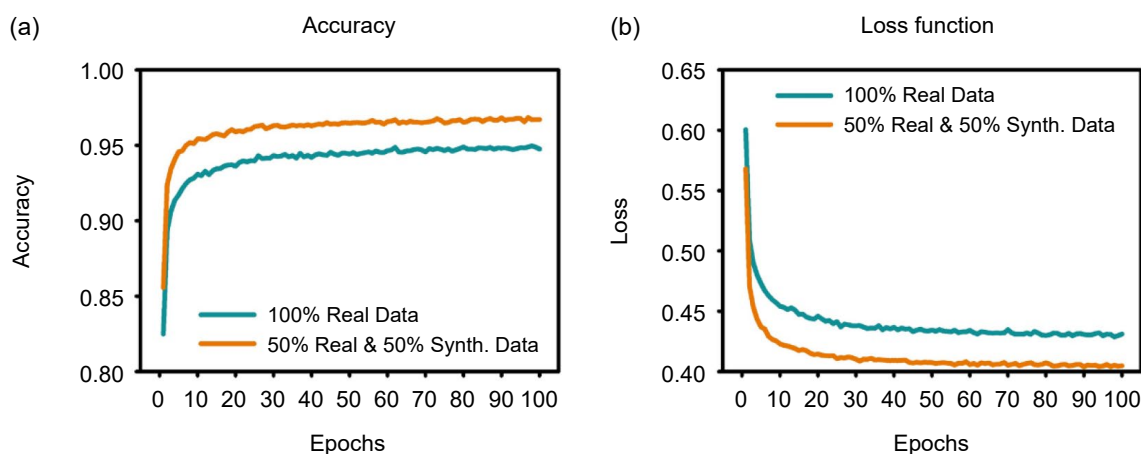 (a)
Accuracy
1.00
0.95
0.90
0.85
0.80
Accuracy
100% Real Data
50% Real & 50% Synth. Data
0 10 20 30 40 50 60 70 80 90 100
Epochs
(b)
Loss function
0.65
0.60
0.55
0.50
0.45
0.40
Loss
100% Real Data
50% Real & 50% Synth. Data
0 10 20 30 40 50 60 70 80 90 100
Epochs